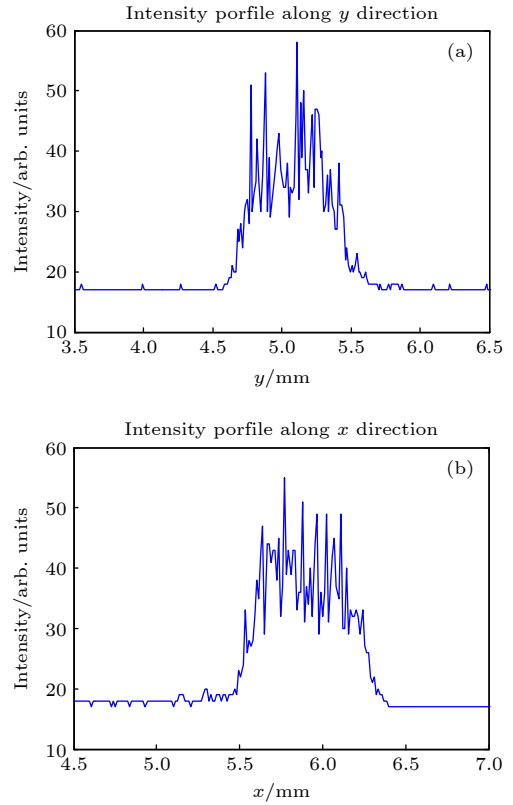 Intensity porfile along y direction
(a)
60
50
40
30
20
10
Intensity/arb. units
3.5 4.0 4.5 5.0 5.5 6.0 6.5
y/mm
Intensity porfile along x direction
(b)
60
50
40
30
20
10
Intensity/arb. units
4.5 5.0 5.5 6.0 6.5 7.0
x/mm